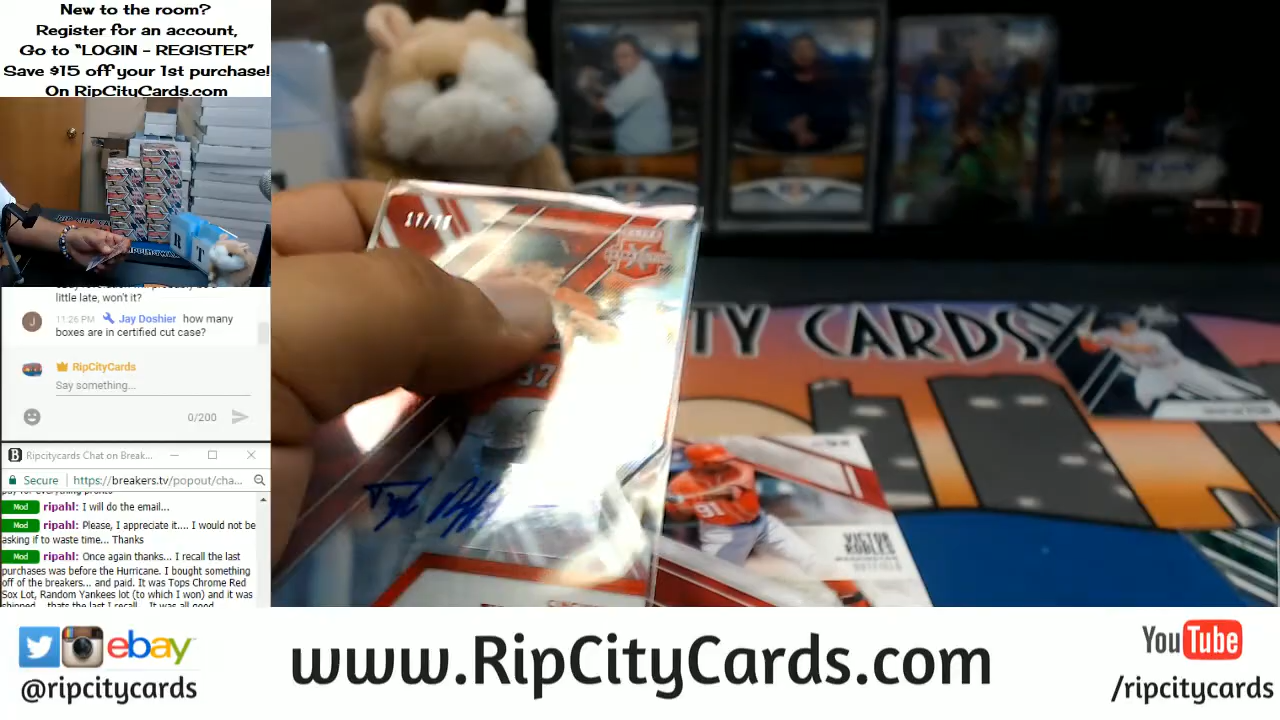 New to the room?
Register for an account,
Go to “LOGIN - REGISTER”
Save $15 off your 1st purchase!
On RipCityCards.com
little late, won't it?
J
11:26 PM Jay Doshier how many
boxes are in certified cut case?
RipCityCards
Say something...
0/200
Ripcitycards Chat on Break...
Secure https://breakers.tv/popout/cha...
Mod ripahl: I will do the email...
Mod ripahl: Please, I appreciate it.... I would not be
asking if to waste time... Thanks
Mod ripahl: Once again thanks... I recall the last
purchases was before the Hurricane. I bought something
off of the breakers... and paid. It was Tops Chrome Red
Sox Lot, Random Yankees lot (to which I won) and it was
37
CITY CARDS
91
VICTOR
ROBLES
ebay
@ripcitycards
www.RipCityCards.com
YouTube
/ripcitycards